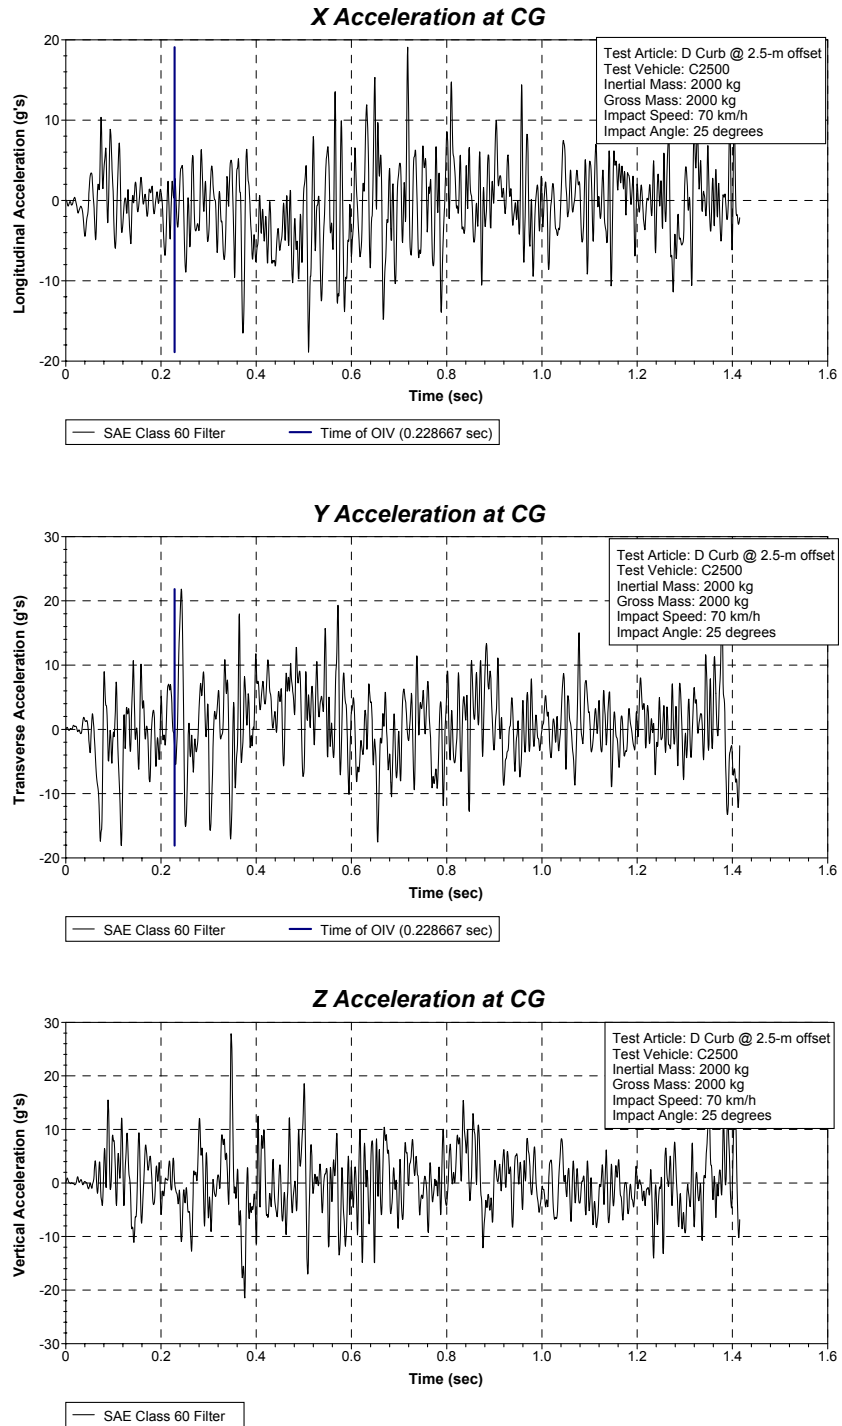 X Acceleration at CG
Test Article: D Curb @ 2.5-m offset
Test Vehicle: C2500
Inertial Mass: 2000 kg
Gross Mass: 2000 kg
Impact Speed: 70 km/h
Impact Angle: 25 degrees
Longitudinal Acceleration (g's)
20
10
0
-10
-20
0 0.2 0.4 0.6 0.8 1.0 1.2 1.4 1.6
Time (sec)
SAE Class 60 Filter Time of OIV (0.228667 sec)
Y Acceleration at CG
Test Article: D Curb @ 2.5-m offset
Test Vehicle: C2500
Inertial Mass: 2000 kg
Gross Mass: 2000 kg
Impact Speed: 70 km/h
Impact Angle: 25 degrees
Transverse Acceleration (g's)
30
20
10
0
-10
-20
0 0.2 0.4 0.6 0.8 1.0 1.2 1.4 1.6
Time (sec)
SAE Class 60 Filter Time of OIV (0.228667 sec)
Z Acceleration at CG
Test Article: D Curb @ 2.5-m offset
Test Vehicle: C2500
Inertial Mass: 2000 kg
Gross Mass: 2000 kg
Impact Speed: 70 km/h
Impact Angle: 25 degrees
Vertical Acceleration (g's)
30
20
10
0
-10
-20
-30
0 0.2 0.4 0.6 0.8 1.0 1.2 1.4 1.6
Time (sec)
SAE Class 60 Filter